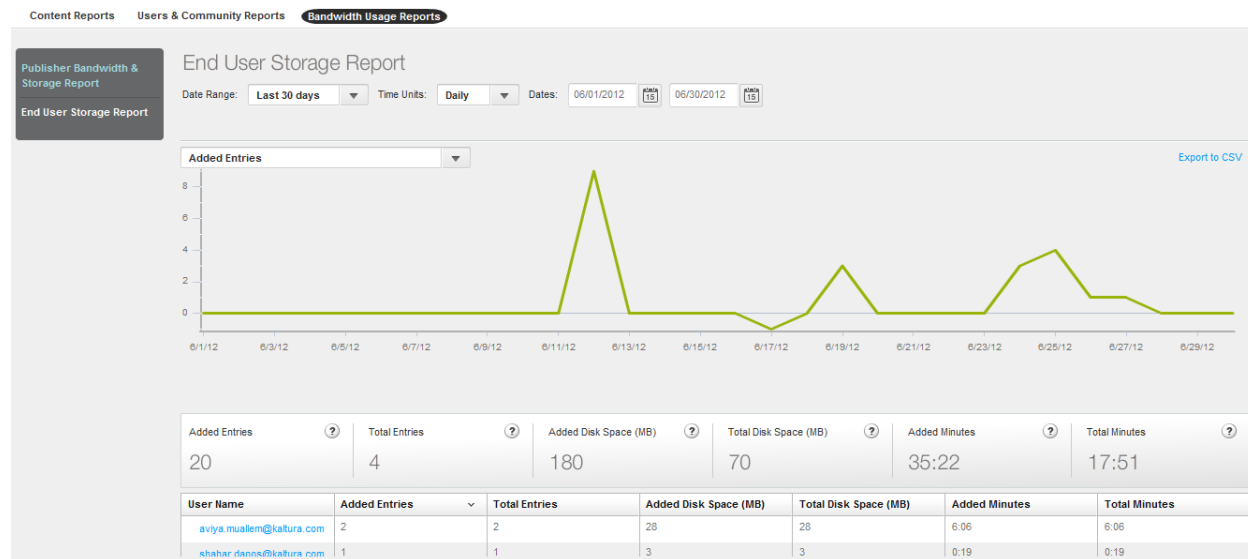 Content Reports Users & Community Reports Bandwidth Usage Reports
Publisher Bandwidth &
Storage Report
End User Storage Report
End User Storage Report
Date Range: Last 30 days Time Units: Daily Dates: 06/01/2012 15 06/30/2012 15
Added Entries Export to CSV
8
6
4
2
0
6/1/12 6/3/12 6/5/12 6/7/12 6/9/12 6/11/12 6/13/12 6/15/12 6/17/12 6/19/12 6/21/12 6/23/12 6/25/12 6/27/12 6/29/12
Added Entries ? Total Entries ? Added Disk Space (MB) ? Total Disk Space (MB) ? Added Minutes ? Total Minutes ?
20 4 180 70 35:22 17:51
User Name Added Entries Total Entries Added Disk Space (MB) Total Disk Space (MB) Added Minutes Total Minutes
aviya.muallem@kaltura.com 2 2 28 28 6:06 6:06
shahar.danos@kaltura.com 1 1 3 3 0:19 0:19